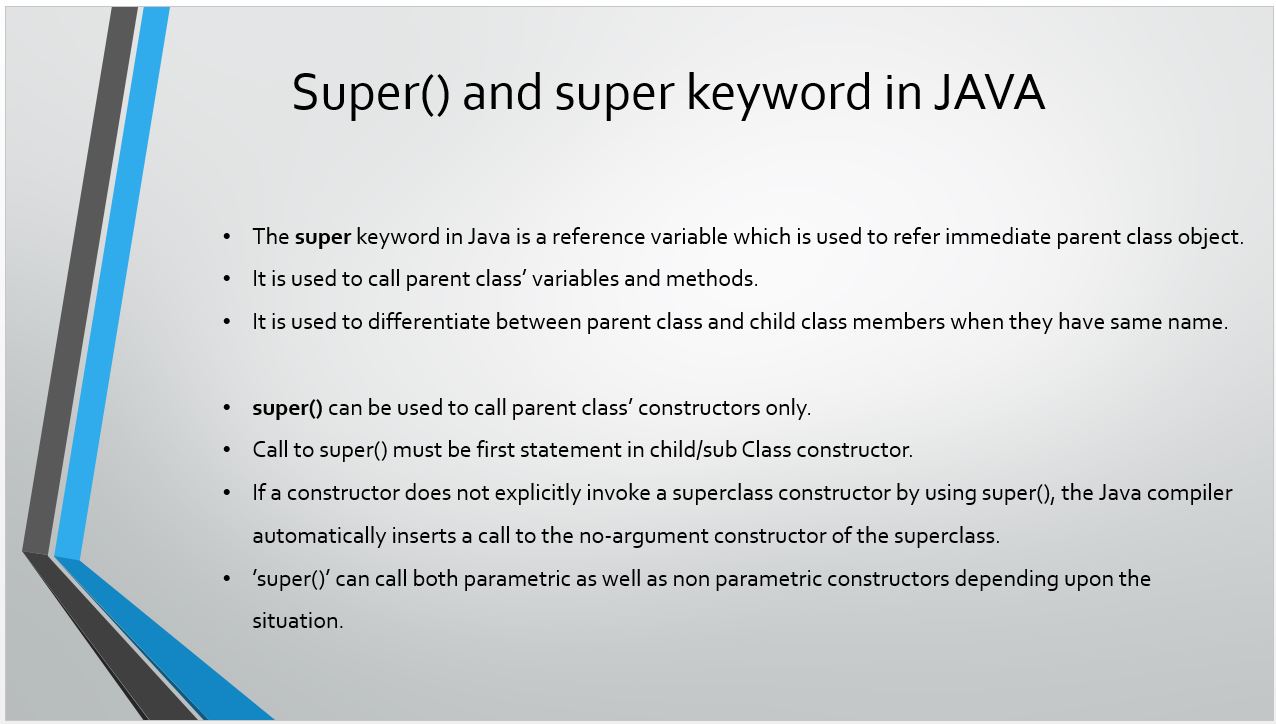 Super() and super keyword in JAVA
• The super keyword in Java is a reference variable which is used to refer immediate parent class object.
• It is used to call parent class’ variables and methods.
• It is used to differentiate between parent class and child class members when they have same name.
• super() can be used to call parent class’ constructors only.
• Call to super() must be first statement in child/sub Class constructor.
• If a constructor does not explicitly invoke a superclass constructor by using super(), the Java compiler
automatically inserts a call to the no-argument constructor of the superclass.
• ’super()’ can call both parametric as well as non parametric constructors depending upon the
situation.